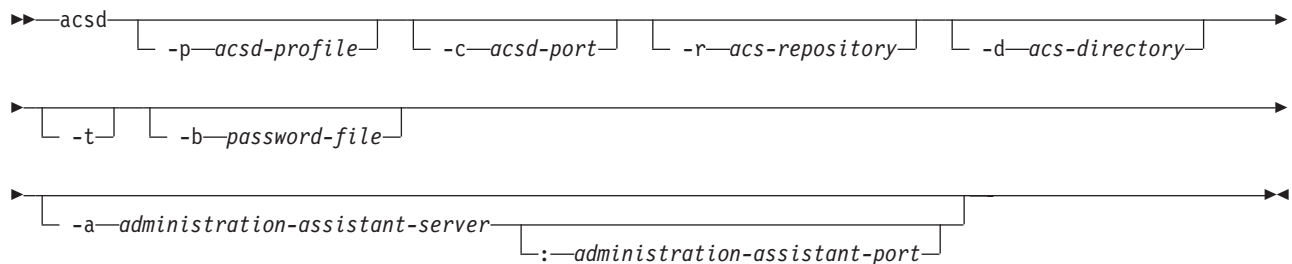 acsd -p acsd-profile -c acsd-port -r acs-repository -d acs-directory
-t -b password-file
-a administration-assistant-server : administration-assistant-port